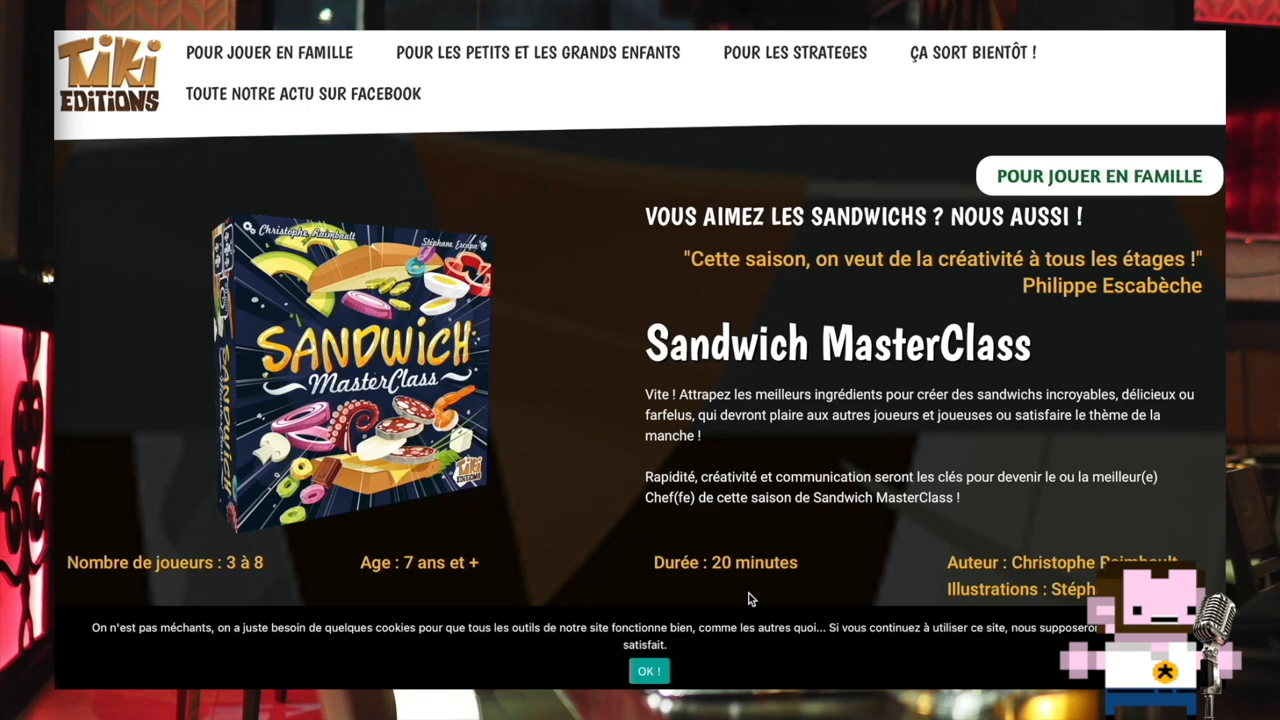 Tiki
EDITIONS
POUR JOUER EN FAMILLE
POUR LES PETITS ET LES GRANDS ENFANTS
POUR LES STRATEGES
ÇA SORT BIENTÔT !
TOUTE NOTRE ACTU SUR FACEBOOK
POUR JOUER EN FAMILLE
VOUS AIMEZ LES SANDWICHS ? NOUS AUSSI !
"Cette saison, on veut de la créativité à tous les étages !"
Philippe Escabèche
Christophe Raimbault
Stéphane Escapa
SANDWICH
MasterClass
SANDWICH
Tiki
EDITIONS
Sandwich MasterClass
Vite ! Attrapez les meilleurs ingrédients pour créer des sandwichs incroyables, délicieux ou
farfelus, qui devront plaire aux autres joueurs et joueuses ou satisfaire le thème de la
manche !
Rapidité, créativité et communication seront les clés pour devenir le ou la meilleur(e)
Chef(fe) de cette saison de Sandwich MasterClass !
Nombre de joueurs : 3 à 8
Age : 7 ans et +
Durée : 20 minutes
Auteur : Christophe Raimbault
Illustrations : Stéph
On n'est pas méchants, on a juste besoin de quelques cookies pour que tous les outils de notre site fonctionne bien, comme les autres quoi... Si vous continuez à utiliser ce site, nous supposero
satisfait.
OK !